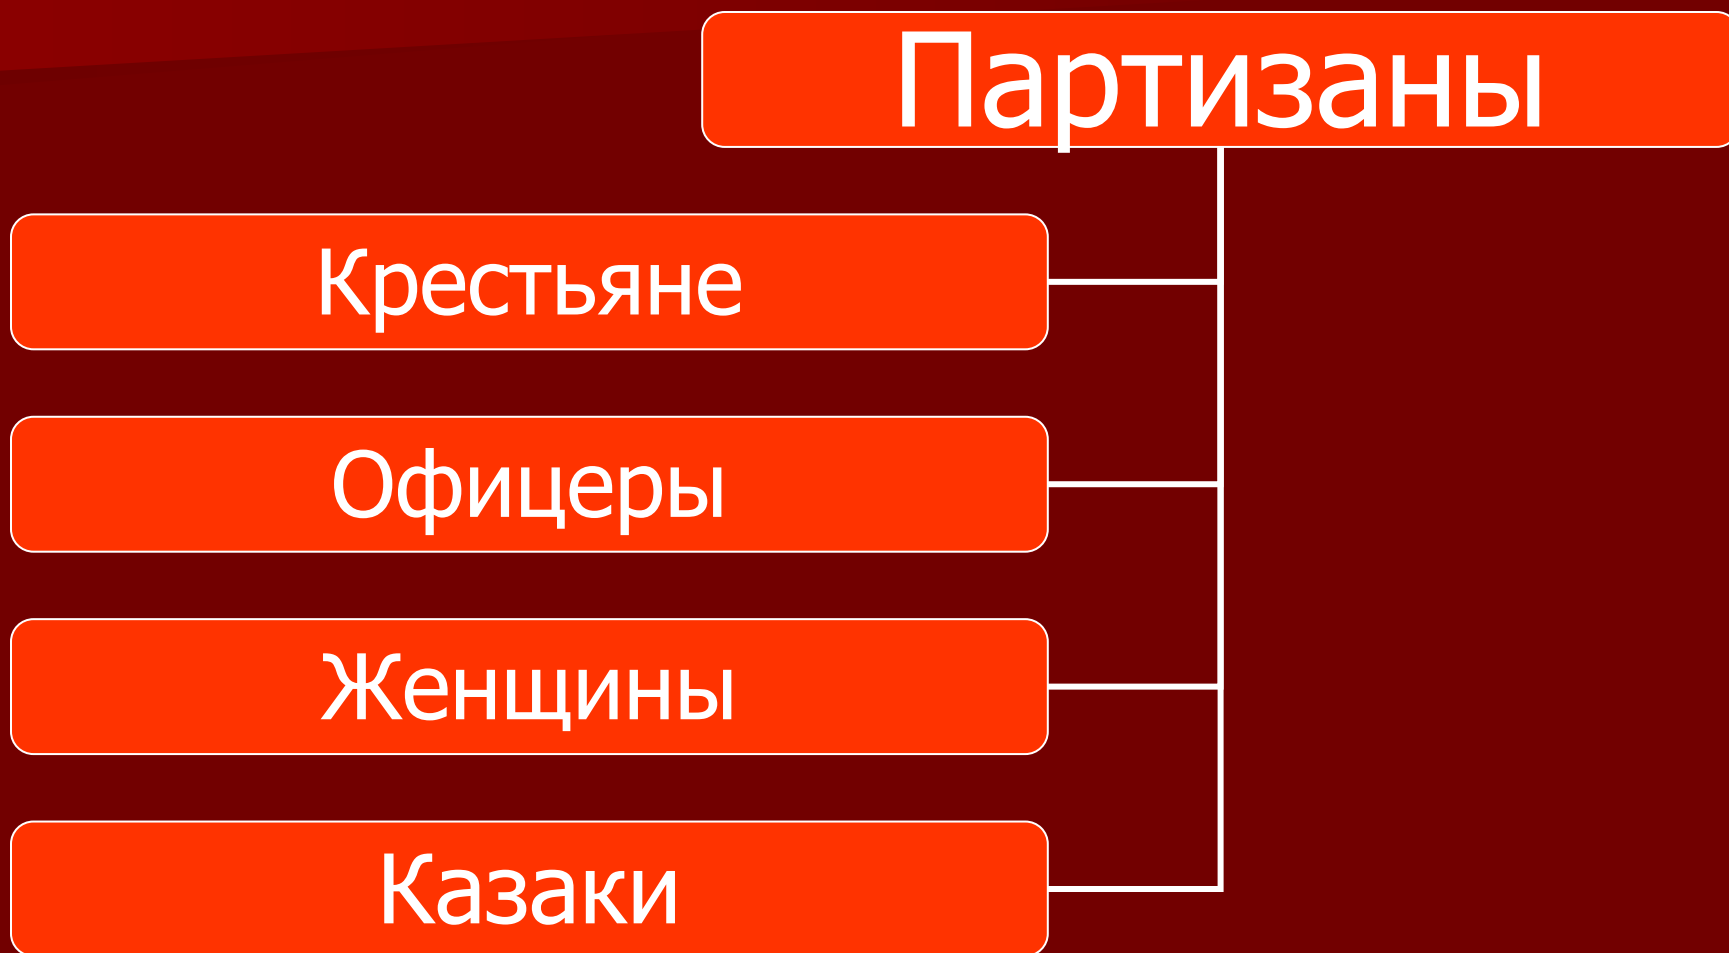 Партизаны
Крестьяне
Офицеры
Женщины
Казаки